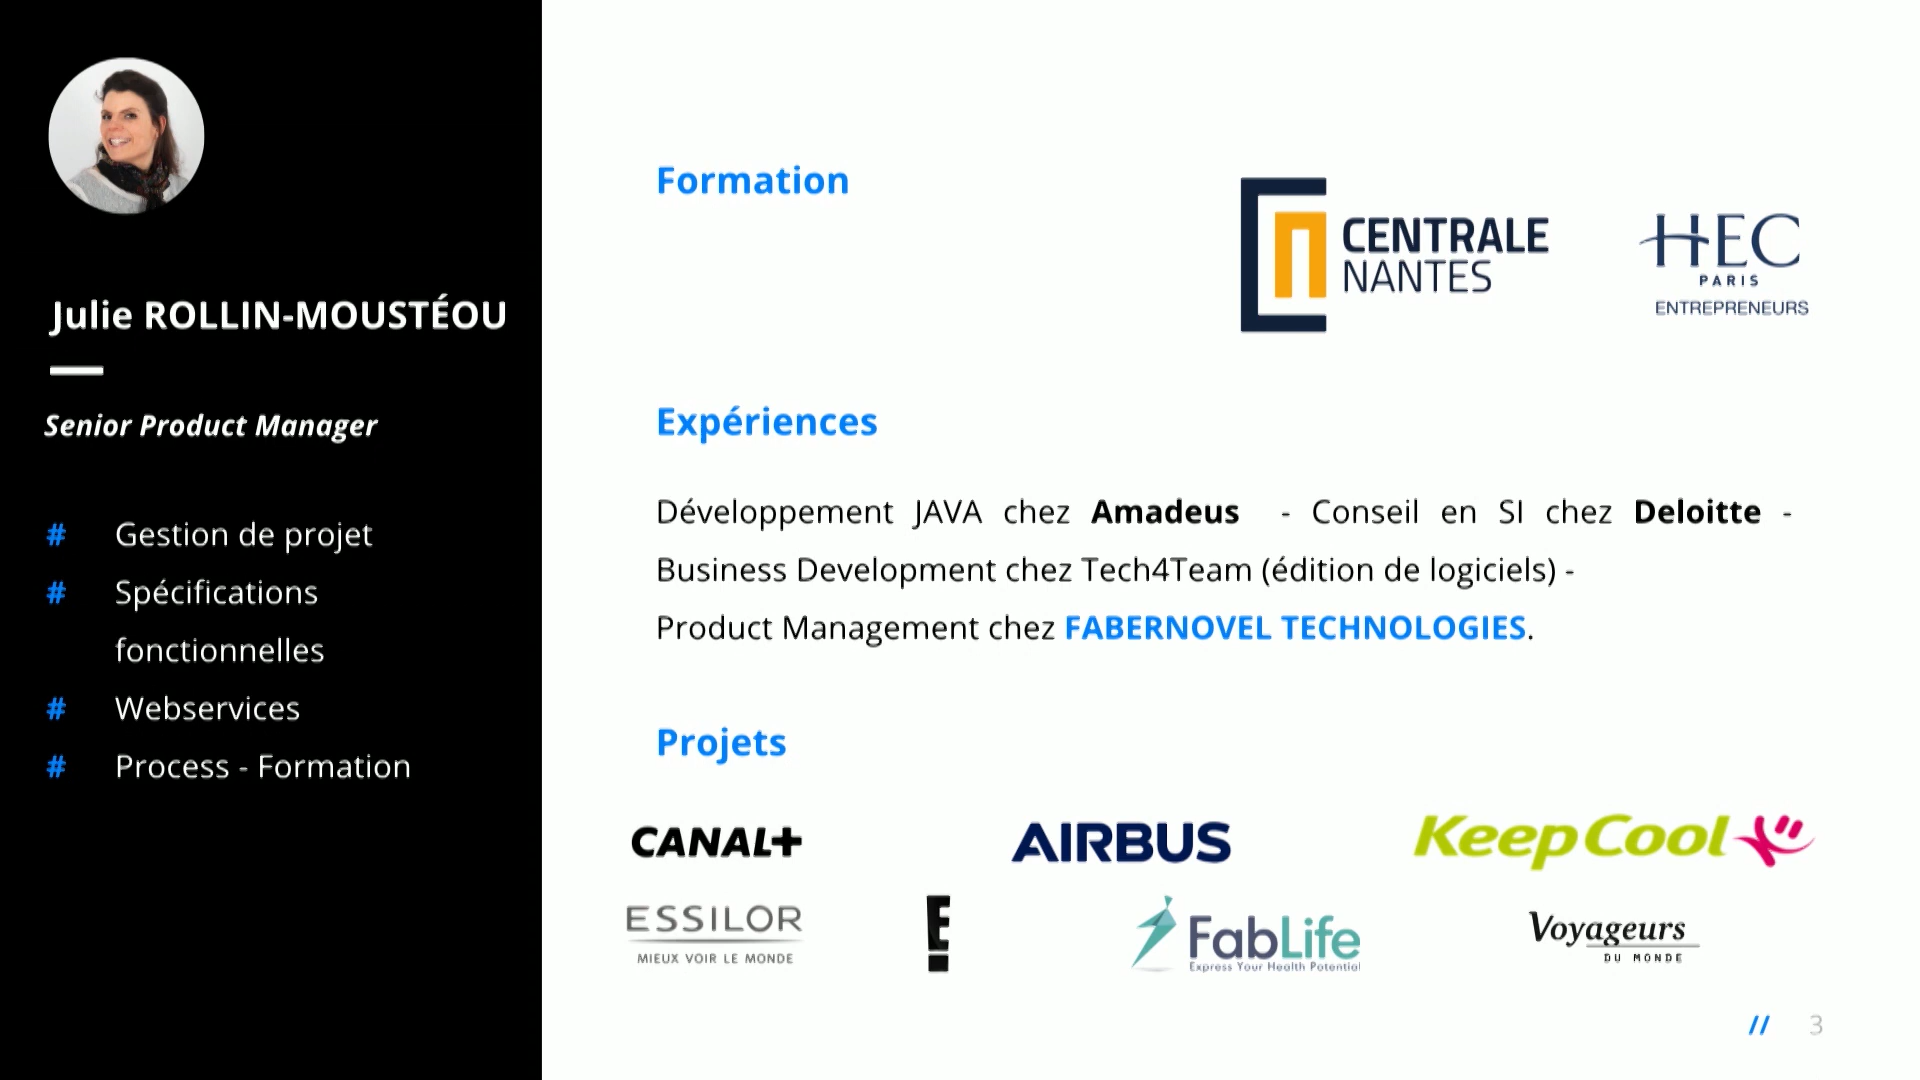 Julie ROLLIN-MOUSTÉOU
Senior Product Manager
# Gestion de projet
# Spécifications
fonctionnelles
# Webservices
# Process - Formation
Formation
CENTRALE
NANTES
HEC
PARIS
ENTREPRENEURS
Expériences
Développement JAVA chez Amadeus - Conseil en SI chez Deloitte -
Business Development chez Tech4Team (édition de logiciels) -
Product Management chez FABERNOVEL TECHNOLOGIES.
Projets
CANAL+
AIRBUS
KeepCool
ESSILOR
MIEUX VOIR LE MONDE
E!
FabLife
Express Your Health Potential
Voyageurs
DU MONDE
// 3